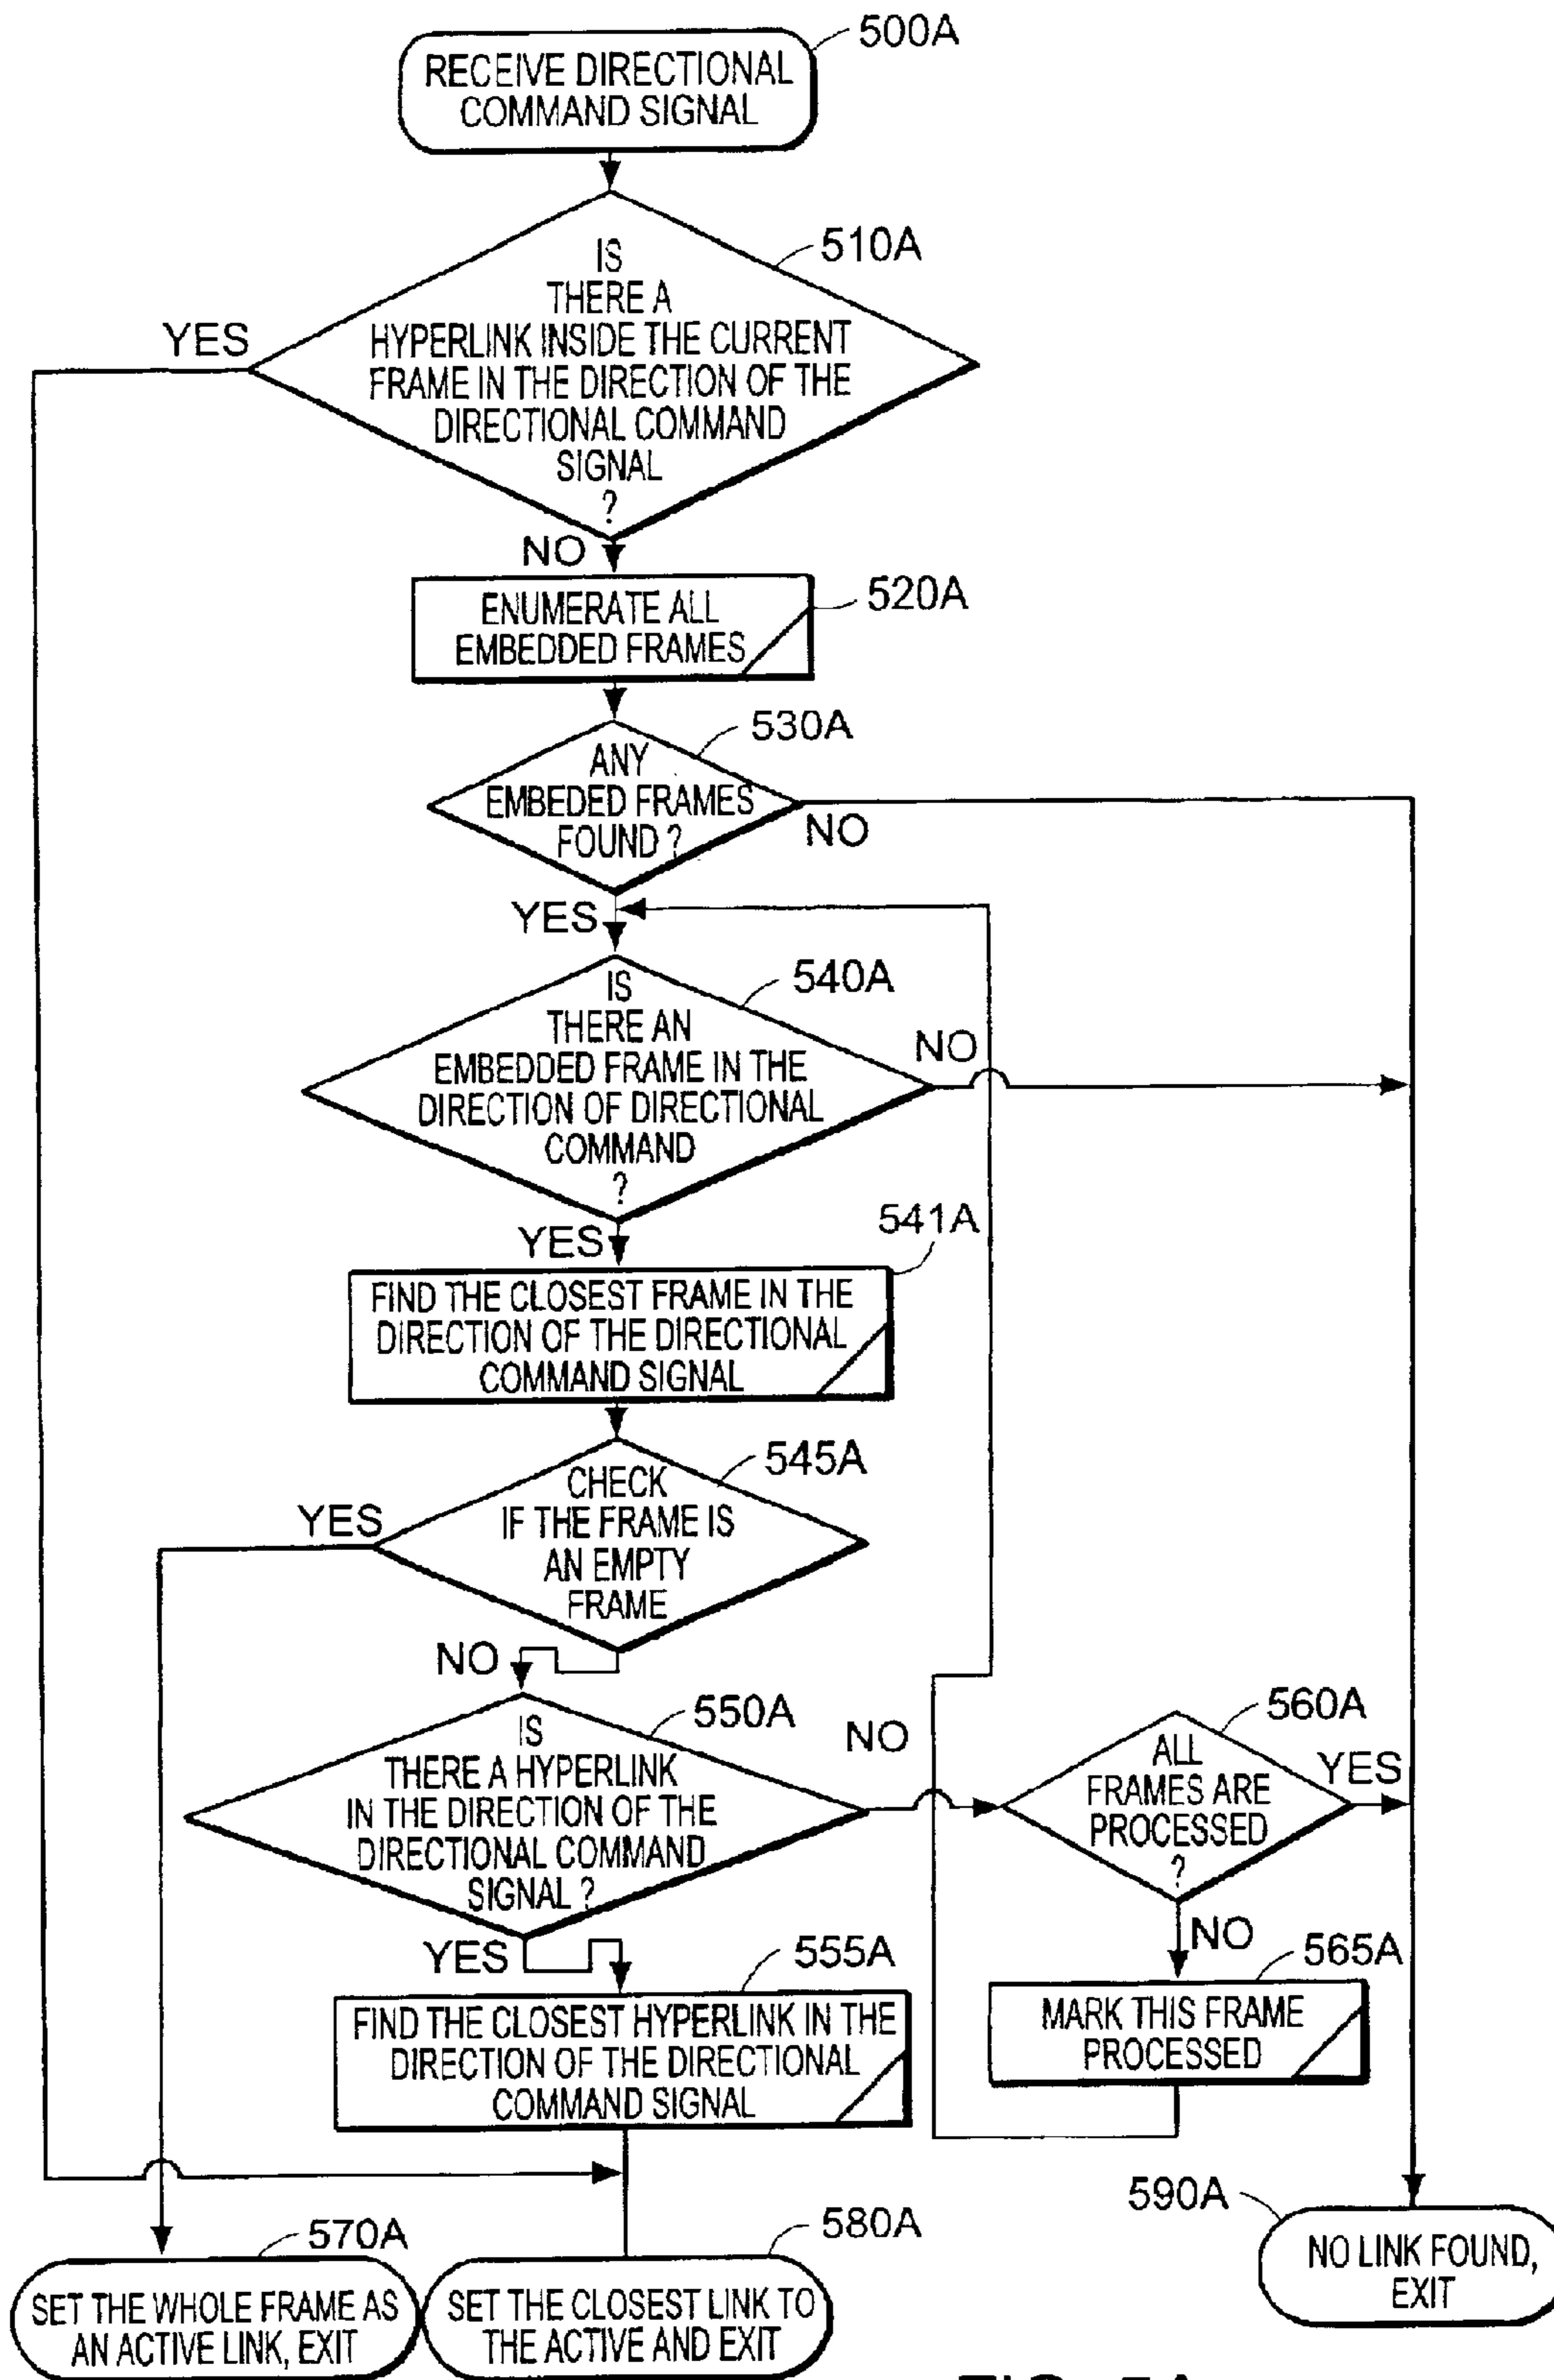 500A
RECEIVE DIRECTIONAL
COMMAND SIGNAL
510A
IS
THERE A
HYPERLINK INSIDE THE CURRENT
FRAME IN THE DIRECTION OF THE
DIRECTIONAL COMMAND
SIGNAL
?
YES
NO
520A
ENUMERATE ALL
EMBEDDED FRAMES
530A
ANY
EMBEDED FRAMES
FOUND ?
NO
YES
540A
IS
THERE AN
EMBEDDED FRAME IN THE
DIRECTION OF DIRECTIONAL
COMMAND
?
NO
YES
541A
FIND THE CLOSEST FRAME IN THE
DIRECTION OF THE DIRECTIONAL
COMMAND SIGNAL
545A
CHECK
IF THE FRAME IS
AN EMPTY
FRAME
YES
NO
550A
IS
THERE A HYPERLINK
IN THE DIRECTION OF THE
DIRECTIONAL COMMAND
SIGNAL ?
NO
YES
560A
ALL
FRAMES ARE
PROCESSED
?
YES
NO
555A
FIND THE CLOSEST HYPERLINK IN THE
DIRECTION OF THE DIRECTIONAL
COMMAND SIGNAL
565A
MARK THIS FRAME
PROCESSED
570A
SET THE WHOLE FRAME AS
AN ACTIVE LINK, EXIT
580A
SET THE CLOSEST LINK TO
THE ACTIVE AND EXIT
590A
NO LINK FOUND,
EXIT